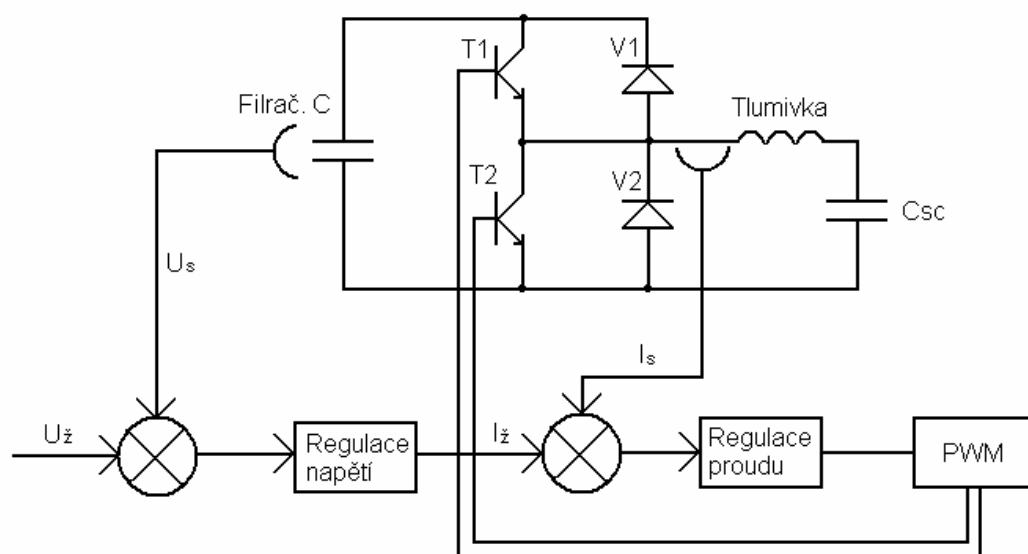 T1
V1
Filrač. C
Tlumivka
T2
V2
Csc
Us
Is
Už
Regulace
napětí
Iž
Regulace
proudu
PWM